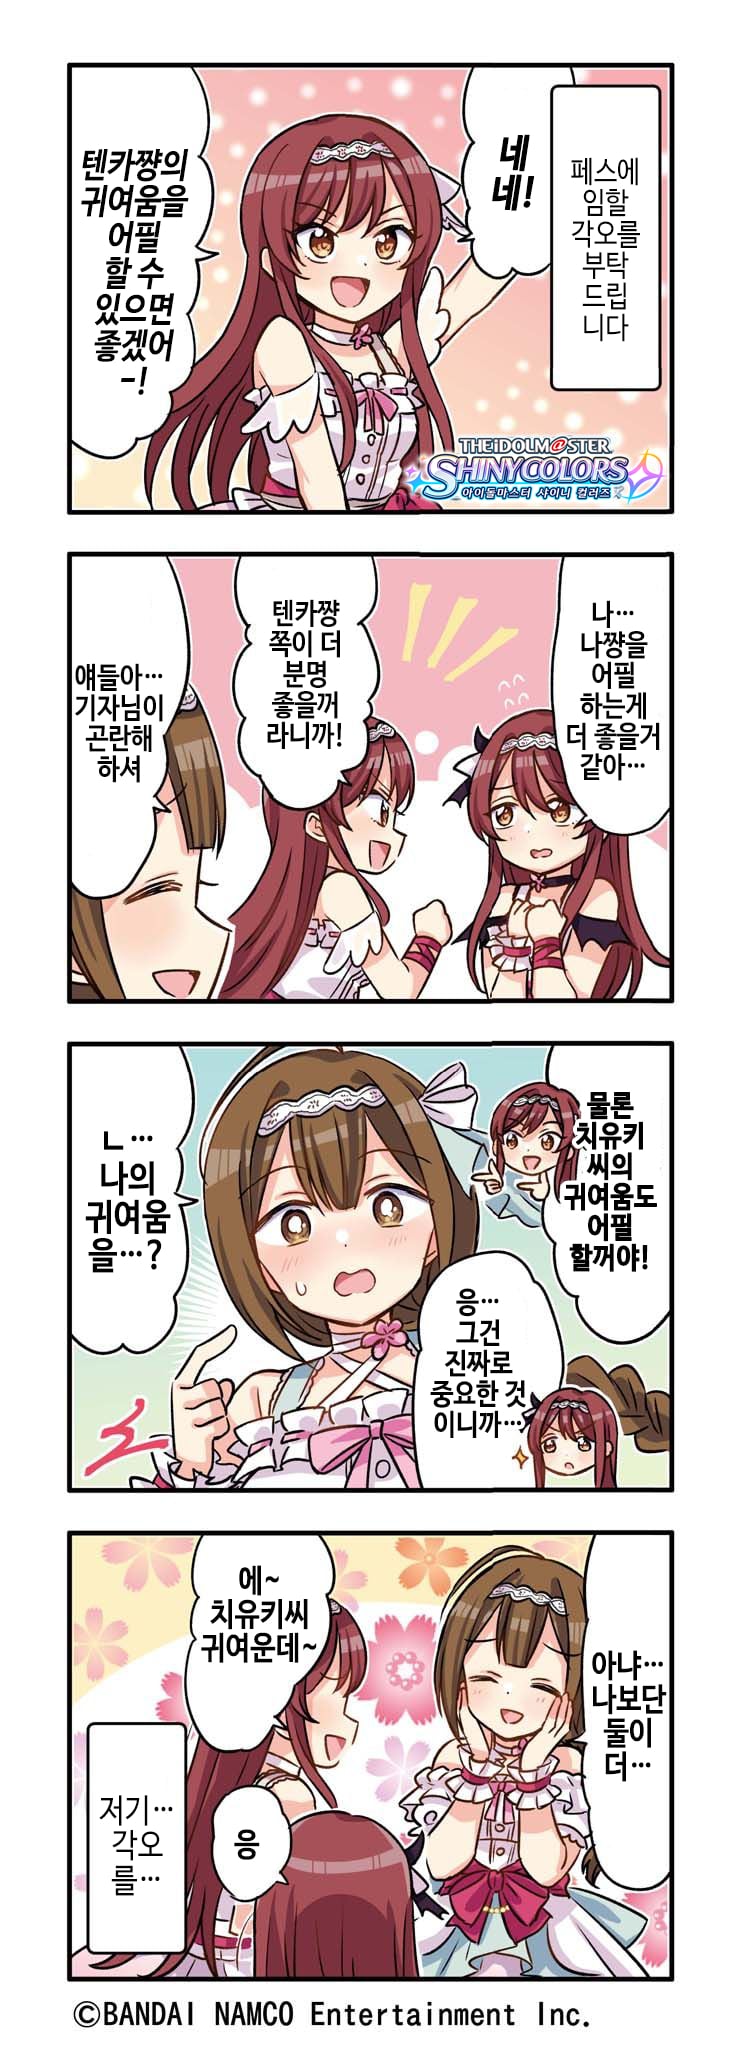 페스에
임할
각오를
부탁
드립
니다
네
네!
텐카쨩의
귀여움을
어필
할 수
있으면
좋겠어
-!
THE iDOLM@STER
SHINYCOLORS
아이돌마스터 샤이니 컬러즈
나…
나쨩을
어필
하는게
더 좋을거
같아…
텐카쨩
쪽이 더
분명
좋을꺼
라니까!
얘들아…
기자님이
곤란해
하셔
물론
치유키
씨의
귀여움도
어필
할꺼야!
응…
그건
진짜로
중요한 것
이니까…
ㄴ…
나의
귀여움
을…?
아냐…
나보단
둘이
더…
에~
치유키씨
귀여운데~
응
저기…
각오
를…
©BANDAI NAMCO Entertainment Inc.